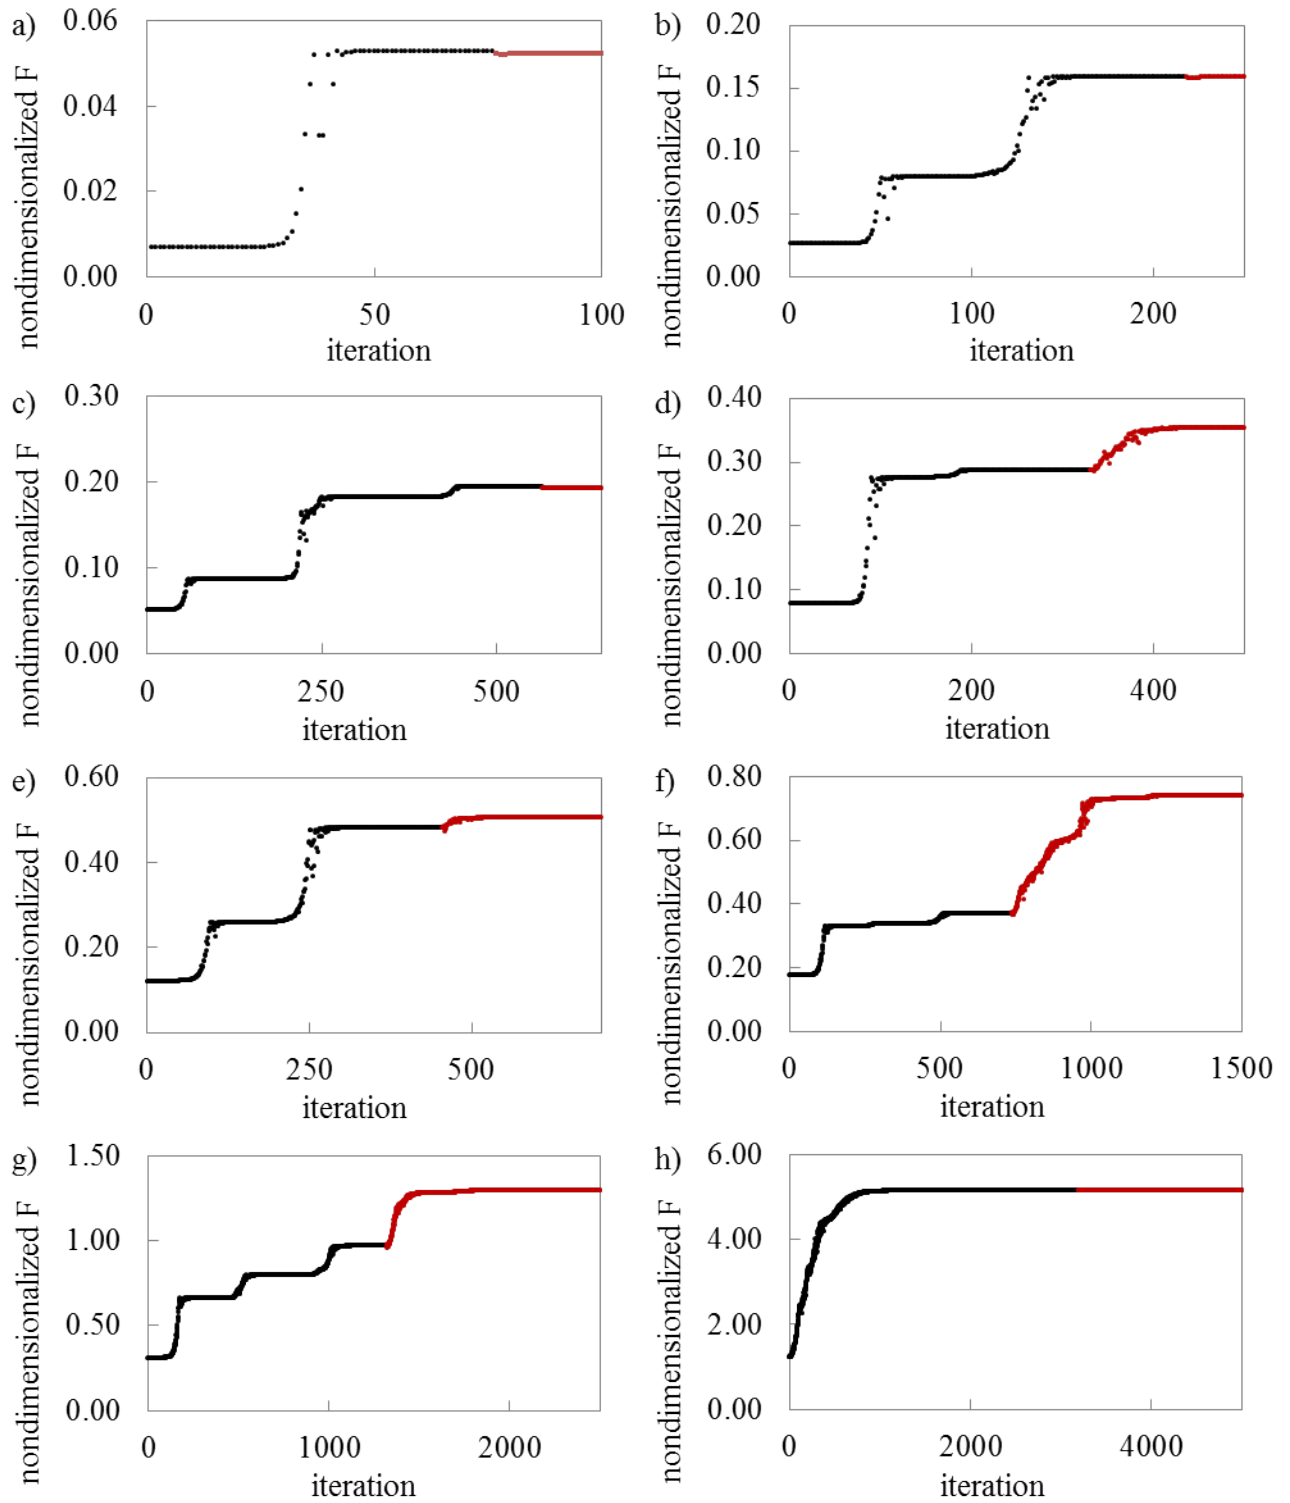 a)
nondimensionalized F
0.06
0.04
0.02
0.00
0 50 100
iteration
b)
nondimensionalized F
0.20
0.15
0.10
0.05
0.00
0 100 200
iteration
c)
nondimensionalized F
0.30
0.20
0.10
0.00
0 250 500
iteration
d)
nondimensionalized F
0.40
0.30
0.20
0.10
0.00
0 200 400
iteration
e)
nondimensionalized F
0.60
0.40
0.20
0.00
0 250 500
iteration
f)
nondimensionalized F
0.80
0.60
0.40
0.20
0.00
0 500 1000 1500
iteration
g)
nondimensionalized F
1.50
1.00
0.50
0.00
0 1000 2000
iteration
h)
nondimensionalized F
6.00
4.00
2.00
0.00
0 2000 4000
iteration